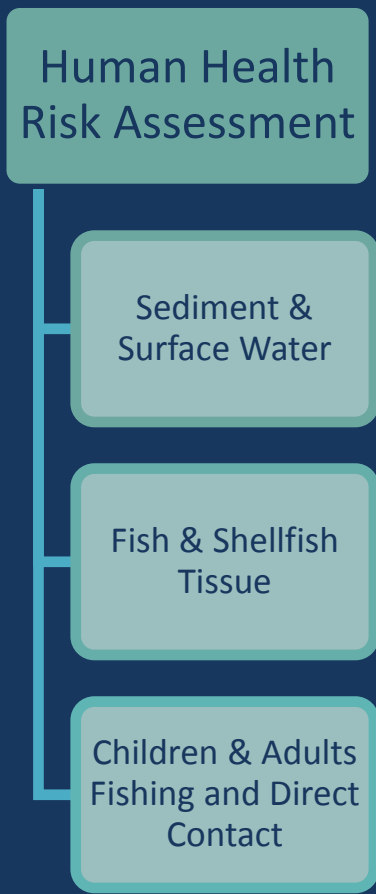 Human Health
Risk Assessment
Sediment &
Surface Water
Fish & Shellfish
Tissue
Children & Adults
Fishing and Direct
Contact